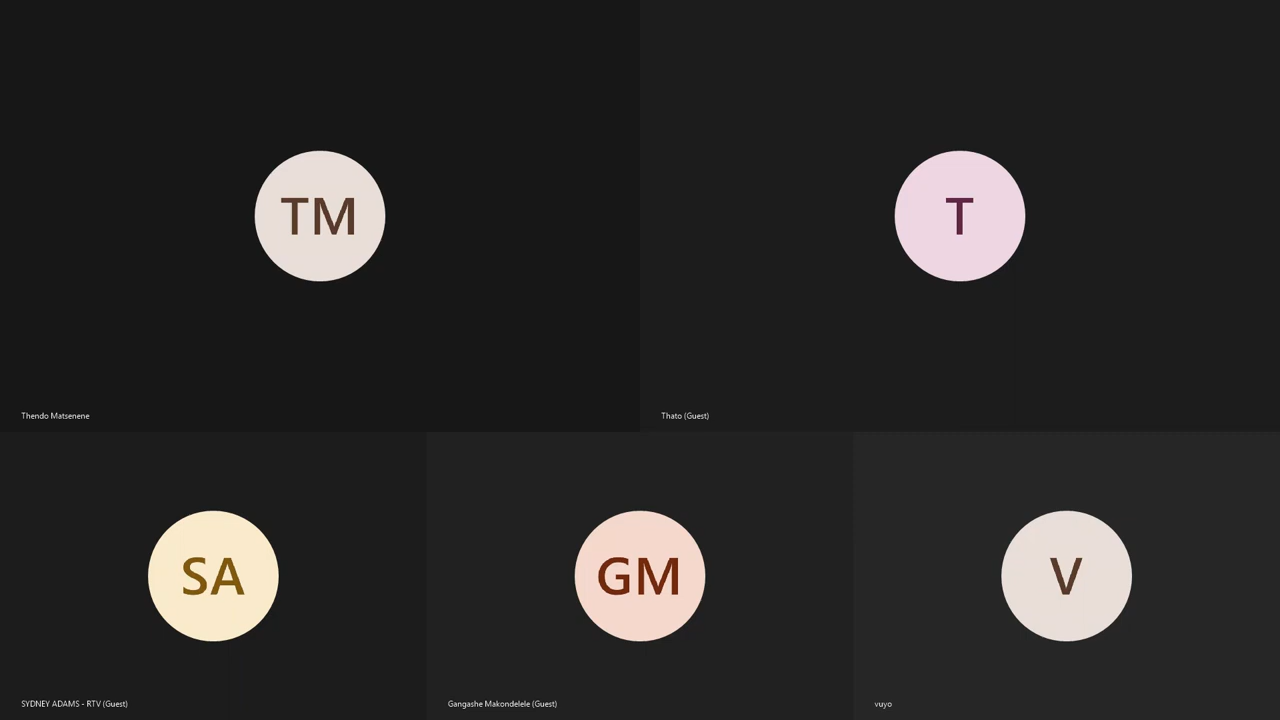 TM
T
Thendo Matsenene
Thato (Guest)
SA
GM
V
SYDNEY ADAMS - RTV (Guest)
Gangashe Makondelele (Guest)
vuyo